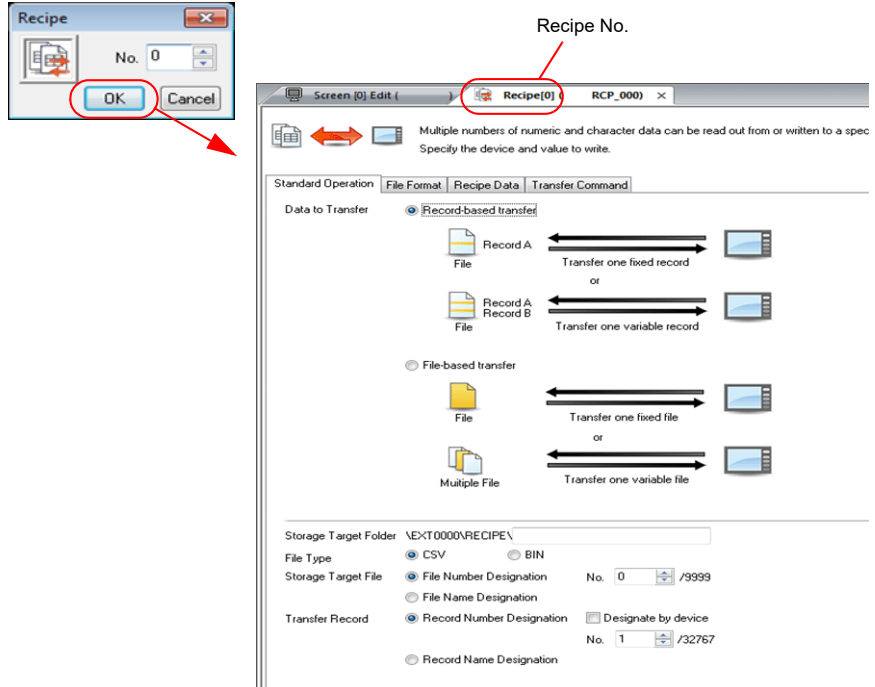 Recipe
No. 0
OK Cancel
Recipe No.
Screen [0] Edit ( ) Recipe[0] ( RCP_000) ×
Multiple numbers of numeric and character data can be read out from or written to a spec
Specify the device and value to write.
Standard Operation File Format Recipe Data Transfer Command
Data to Transfer Record-based transfer
Record A
File
Transfer one fixed record
or
Record A
Record B
File
Transfer one variable record
File-based transfer
File
Transfer one fixed file
or
Muitiple File
Transfer one variable file
Storage Target Folder \EXT0000\RECIPE\
File Type CSV BIN
Storage Target File File Number Designation No. 0 /9999
File Name Designation
Transfer Record Record Number Designation Designate by device
No. 1 /32767
Record Name Designation